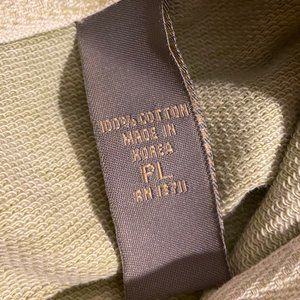 100% COTTON
MADE IN
KOREA
PL
RN 13711